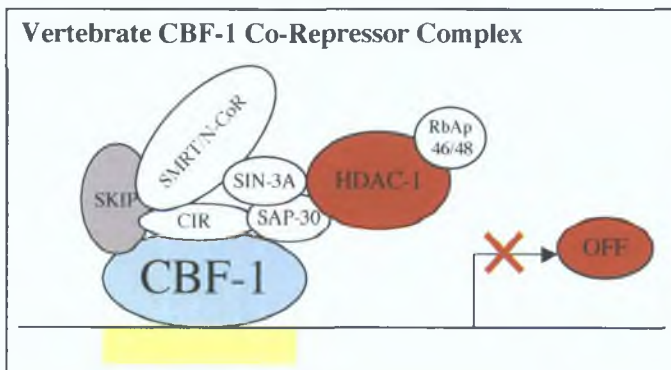 Vertebrate CBF-1 Co-Repressor Complex
SMRT/N-CoR
RbAp
46/48
SKIP
SIN-3A
HDAC-1
CIR
SAP-30
OFF
CBF-1